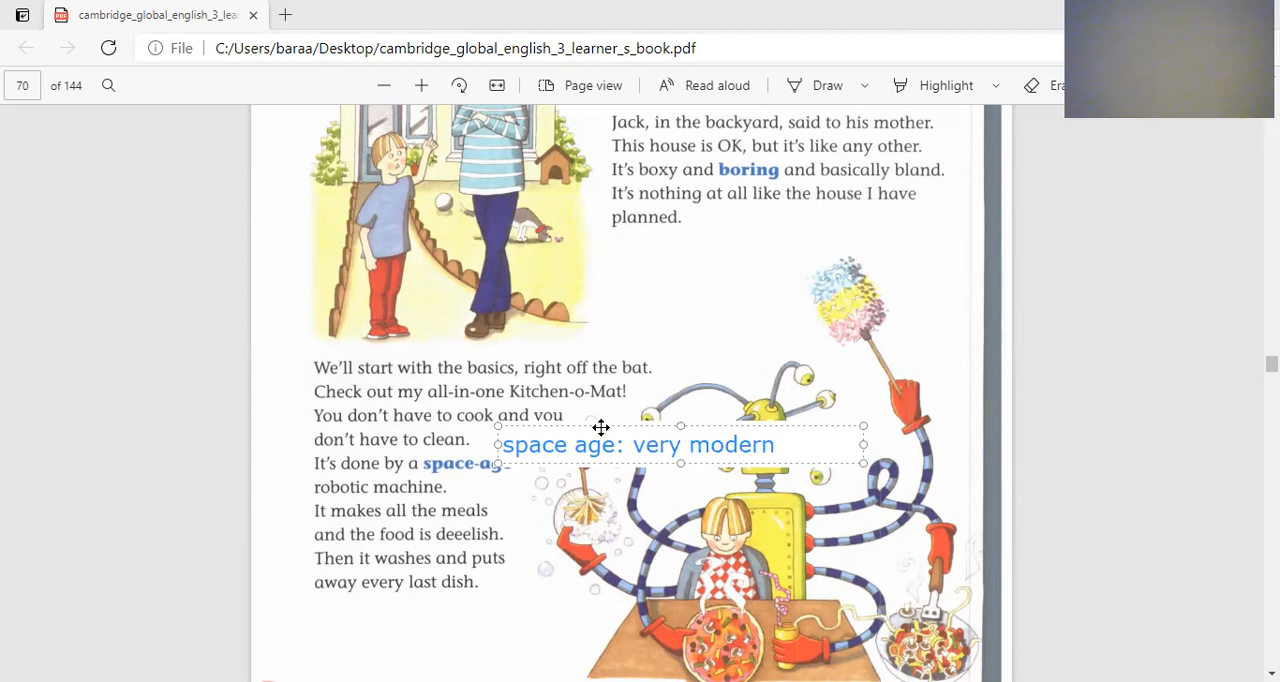 cambridge_global_english_3_lear
File
C:/Users/baraa/Desktop/cambridge_global_english_3_learner_s_book.pdf
70 of 144
Page view
Read aloud
Draw
Highlight
Era
Jack, in the backyard, said to his mother.
This house is OK, but it's like any other.
It's boxy and boring and basically bland.
It's nothing at all like the house I have
planned.
We'll start with the basics, right off the bat.
Check out my all-in-one Kitchen-o-Mat!
You don't have to cook and you
don't have to clean.
It's done by a space-ag
robotic machine.
It makes all the meals
and the food is deeelish.
Then it washes and puts
away every last dish.
space age: very modern